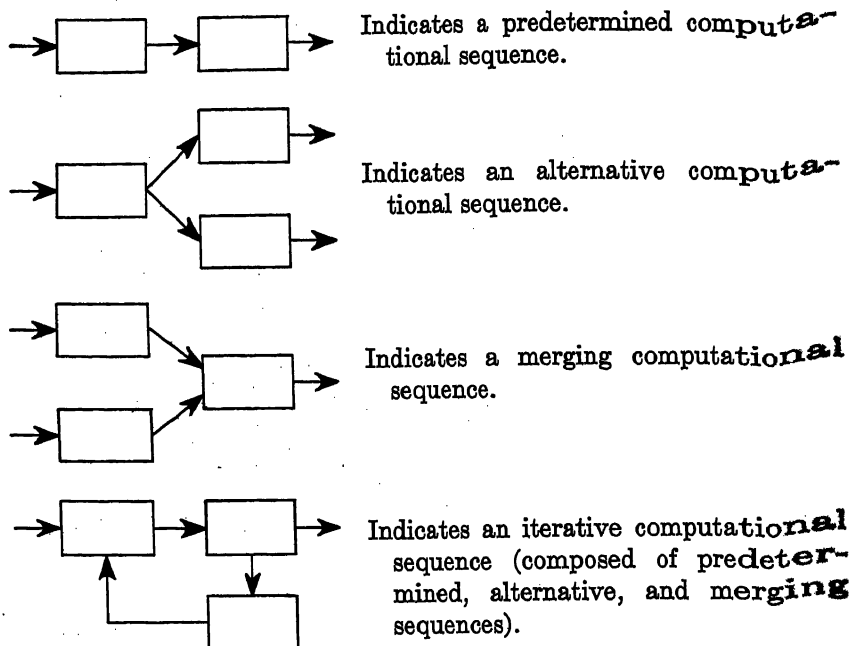 Indicates a predetermined computa-
tional sequence.
Indicates an alternative computa-
tional sequence.
Indicates a merging computational
sequence.
Indicates an iterative computational
sequence (composed of predeter-
mined, alternative, and merging
sequences).